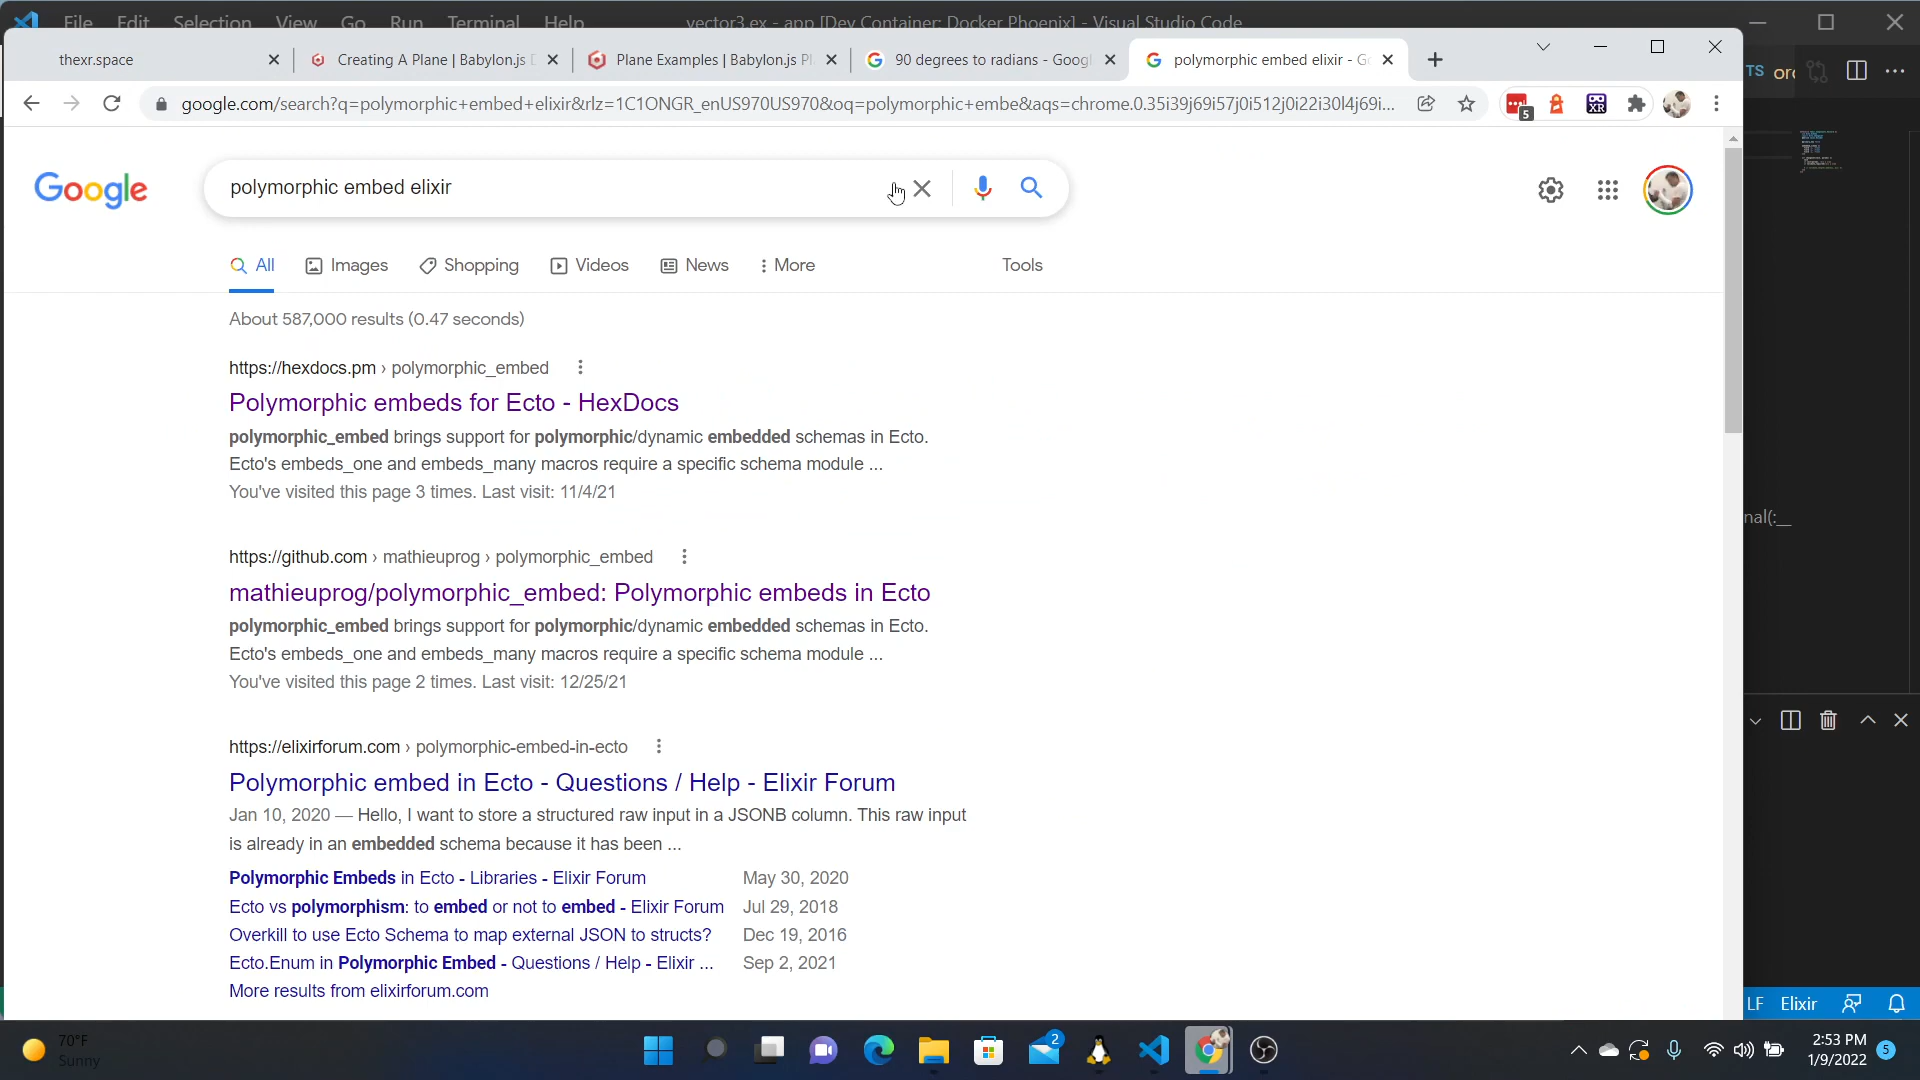 File Edit Selection View Go Run Terminal Help vector3.ex - app [Dev Container: Docker Phoenix] - Visual Studio Code
thexr.space
Creating A Plane | Babylon.js D
Plane Examples | Babylon.js Pl
90 degrees to radians - Googl
polymorphic embed elixir - G
TS
google.com/search?q=polymorphic+embed+elixir&rlz=1C1ONGR_enUS970US970&oq=polymorphic+embe&aqs=chrome.0.35i39j69i57j0i512j0i22i30l4j69i...
5
XR
Google
polymorphic embed elixir
All Images Shopping Videos News More Tools
About 587,000 results (0.47 seconds)
https://hexdocs.pm › polymorphic_embed
Polymorphic embeds for Ecto - HexDocs
polymorphic_embed brings support for polymorphic/dynamic embedded schemas in Ecto.
Ecto's embeds_one and embeds_many macros require a specific schema module ...
You've visited this page 3 times. Last visit: 11/4/21
nal(:__
https://github.com › mathieuprog › polymorphic_embed
mathieuprog/polymorphic_embed: Polymorphic embeds in Ecto
polymorphic_embed brings support for polymorphic/dynamic embedded schemas in Ecto.
Ecto's embeds_one and embeds_many macros require a specific schema module ...
You've visited this page 2 times. Last visit: 12/25/21
https://elixirforum.com › polymorphic-embed-in-ecto
Polymorphic embed in Ecto - Questions / Help - Elixir Forum
Jan 10, 2020 — Hello, I want to store a structured raw input in a JSONB column. This raw input
is already in an embedded schema because it has been ...
Polymorphic Embeds in Ecto - Libraries - Elixir Forum May 30, 2020
Ecto vs polymorphism: to embed or not to embed - Elixir Forum Jul 29, 2018
Overkill to use Ecto Schema to map external JSON to structs? Dec 19, 2016
Ecto.Enum in Polymorphic Embed - Questions / Help - Elixir ... Sep 2, 2021
More results from elixirforum.com
LF Elixir
70°F
Sunny
2
2:53 PM
1/9/2022
5